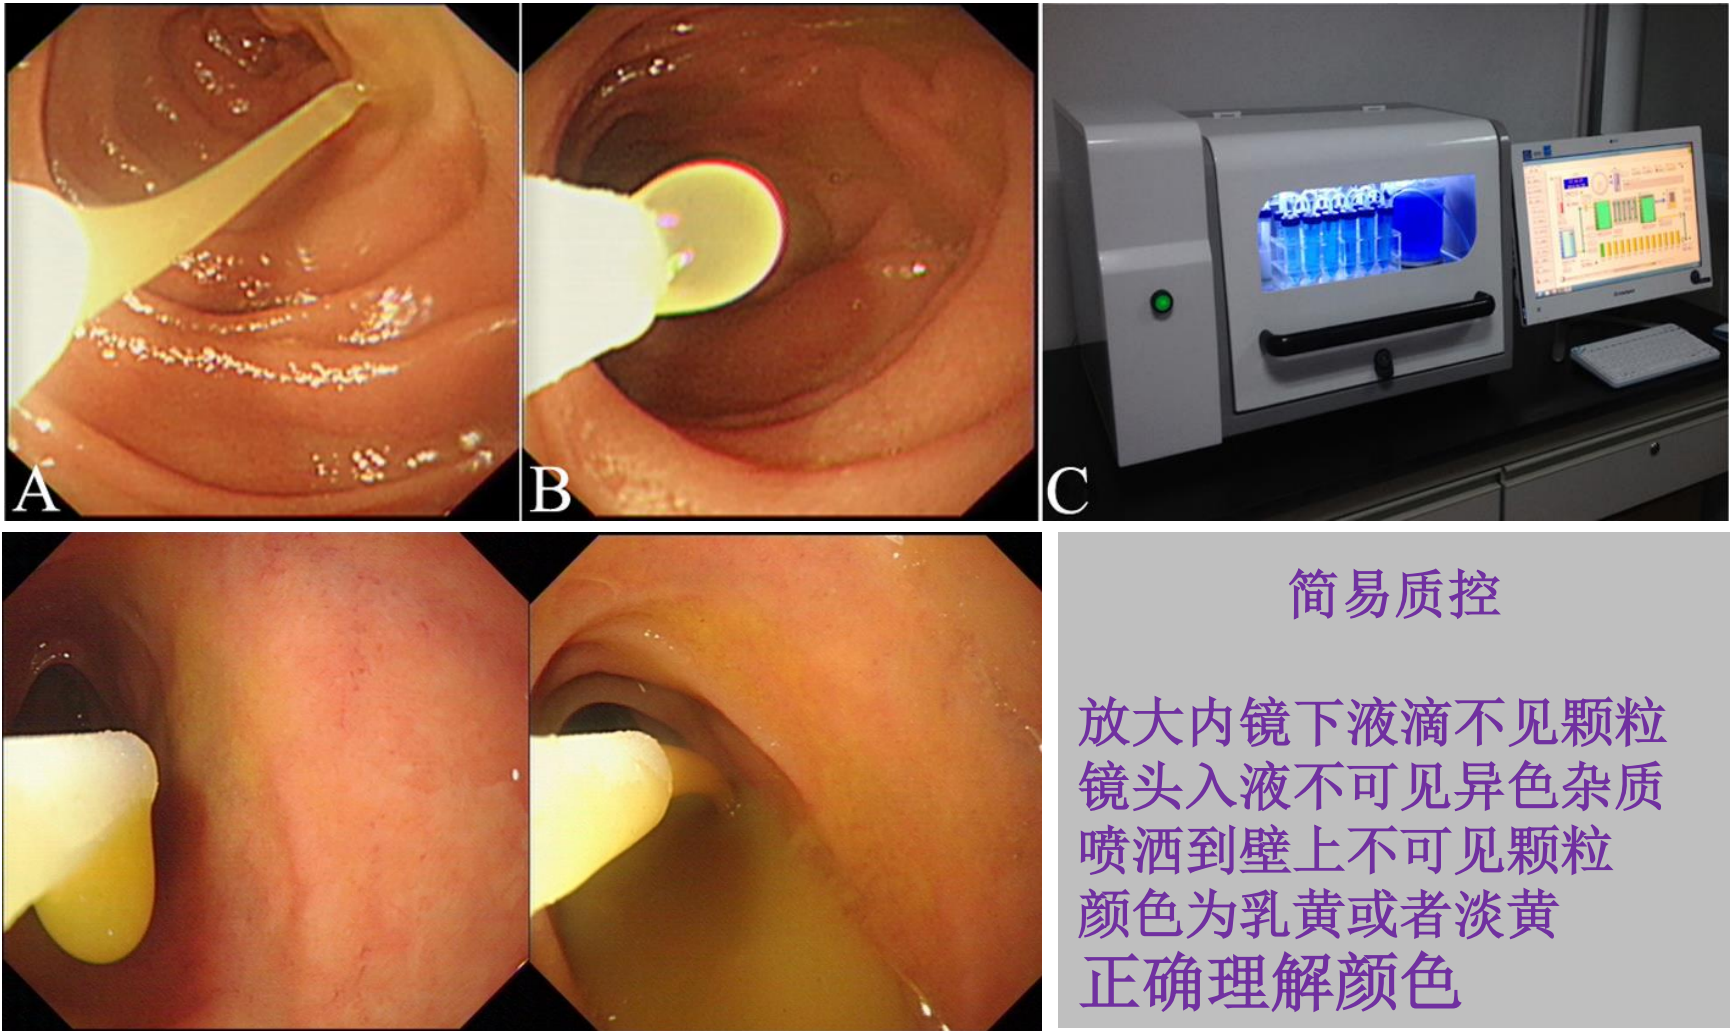 A
B
C
简易质控
放大内镜下液滴不见颗粒
镜头入液不可见异色杂质
喷洒到壁上不可见颗粒
颜色为乳黄或者淡黄
正确理解颜色